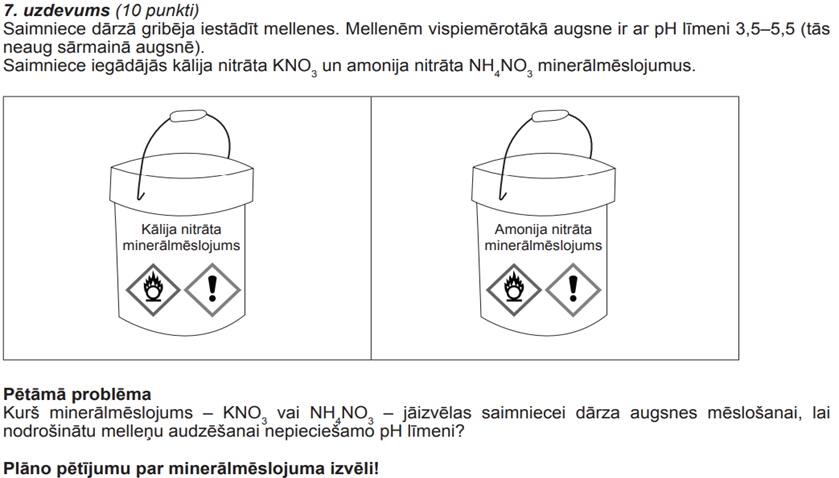 7. uzdevums (10 punkti)
Saimniece dārzā gribēja iestādīt mellenes. Mellenēm vispiemērotākā augsne ir ar pH līmeni 3,5–5,5 (tās
neaug sārmainā augsnē).
Saimniece iegādājās kālija nitrāta KNO3 un amonija nitrāta NH4NO3 minerālmēslojumus.
Kālija nitrāta
minerālmēslojums
Amonija nitrāta
minerālmēslojums
Pētāmā problēma
Kurš minerālmēslojums – KNO3 vai NH4NO3 – jāizvēlas saimniecei dārza augsnes mēslošanai, lai
nodrošinātu melleņu audzēšanai nepieciešamo pH līmeni?
Plāno pētījumu par minerālmēslojuma izvēli!